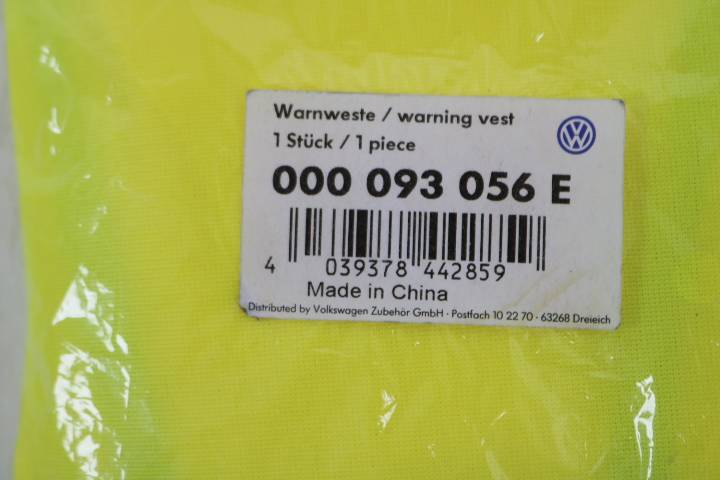 Warnweste / warning vest
1 Stück / 1 piece
000 093 056 E
4 039378 442859
Made in China
Distributed by Volkswagen Zubehör GmbH · Postfach 10 22 70 · 63268 Dreieich